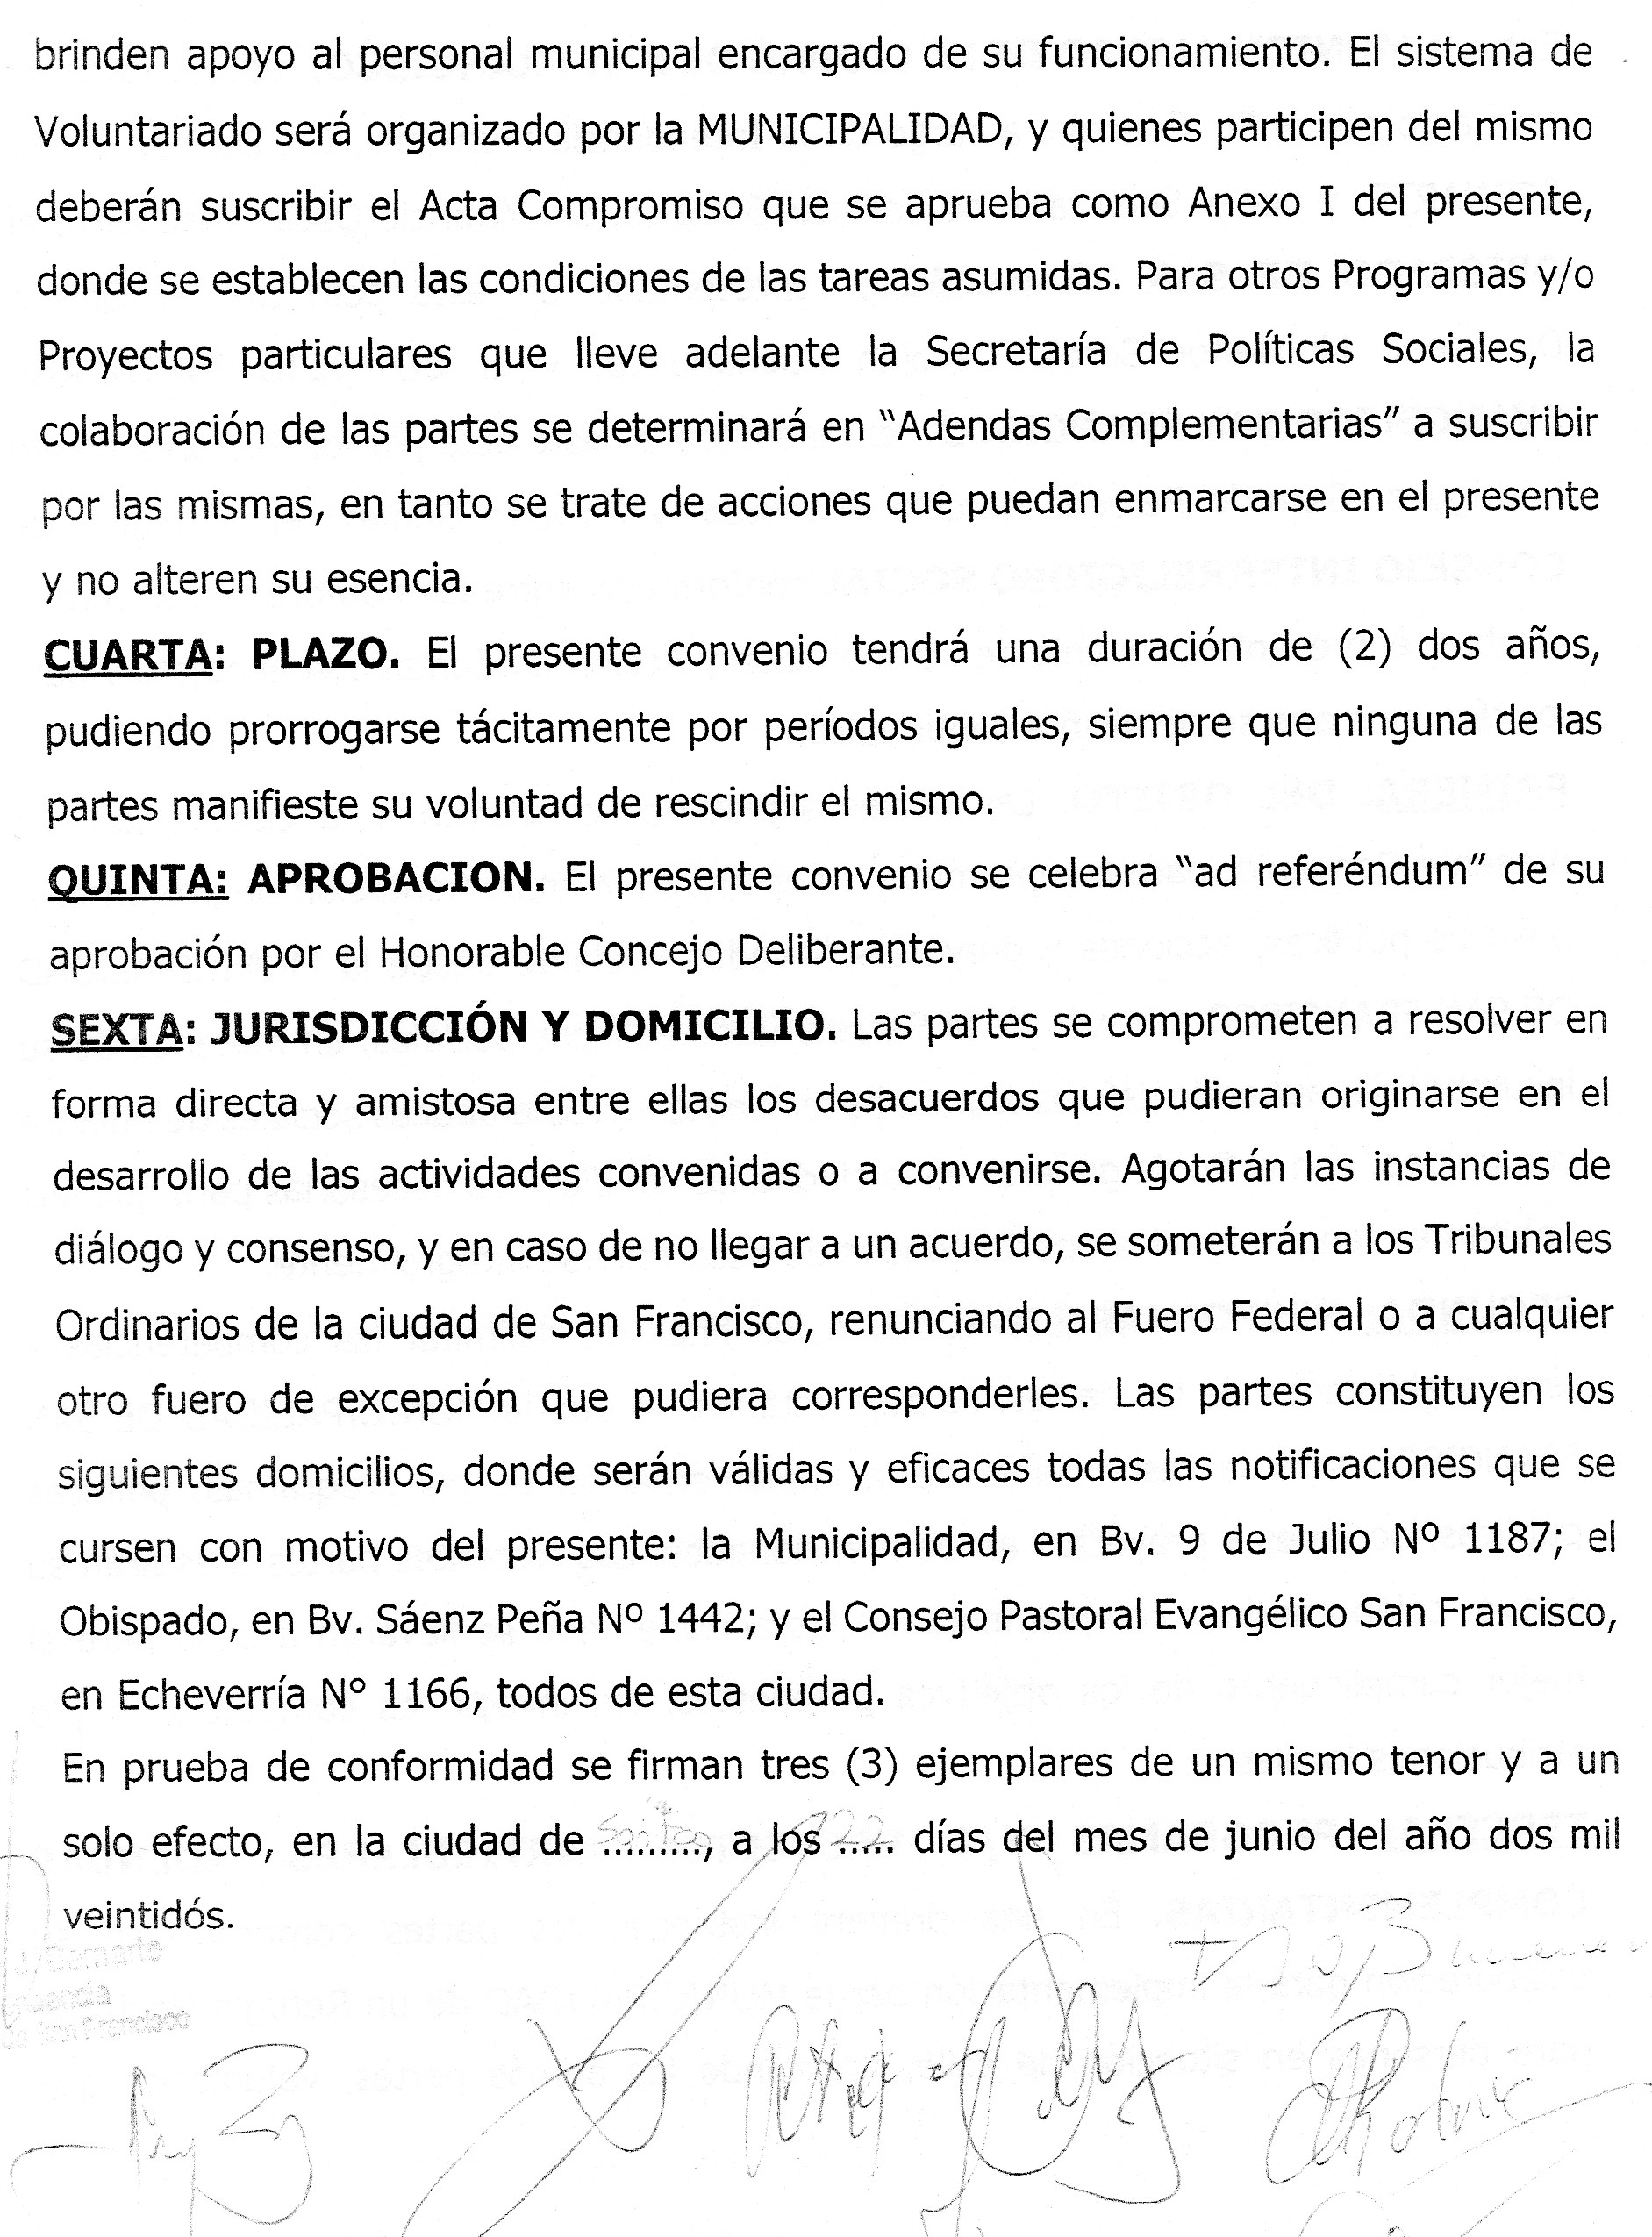 brinden apoyo al personal municipal encargado de su funcionamiento. El sistema de
Voluntariado será organizado por la MUNICIPALIDAD, y quienes participen del mismo
deberán suscribir el Acta Compromiso que se aprueba como Anexo I del presente,
donde se establecen las condiciones de las tareas asumidas. Para otros Programas y/o
Proyectos particulares que lleve adelante la Secretaría de Políticas Sociales, la
colaboración de las partes se determinará en "Adendas Complementarias" a suscribir
por las mismas, en tanto se trate de acciones que puedan enmarcarse en el presente
y no alteren su esencia.
CUARTA: PLAZO. El presente convenio tendrá una duración de (2) dos años,
pudiendo prorrogarse tácitamente por períodos iguales, siempre que ninguna de las
partes manifieste su voluntad de rescindir el mismo.
QUINTA: APROBACION. El presente convenio se celebra "ad referéndum" de su
aprobación por el Honorable Concejo Deliberante.
SEXTA: JURISDICCIÓN Y DOMICILIO. Las partes se comprometen a resolver en
forma directa y amistosa entre ellas los desacuerdos que pudieran originarse en el
desarrollo de las actividades convenidas o a convenirse. Agotarán las instancias de
diálogo y consenso, y en caso de no llegar a un acuerdo, se someterán a los Tribunales
Ordinarios de la ciudad de San Francisco, renunciando al Fuero Federal o a cualquier
otro fuero de excepción que pudiera corresponderles. Las partes constituyen los
siguientes domicilios, donde serán válidas y eficaces todas las notificaciones que se
cursen con motivo del presente: la Municipalidad, en Bv. 9 de Julio Nº 1187; el
Obispado, en Bv. Sáenz Peña Nº 1442; y el Consejo Pastoral Evangélico San Francisco,
en Echeverría N° 1166, todos de esta ciudad.
En prueba de conformidad se firman tres (3) ejemplares de un mismo tenor y a un
solo efecto, en la ciudad de ........., a los 22 días del mes de junio del año dos mil
veintidós.
San Francisco